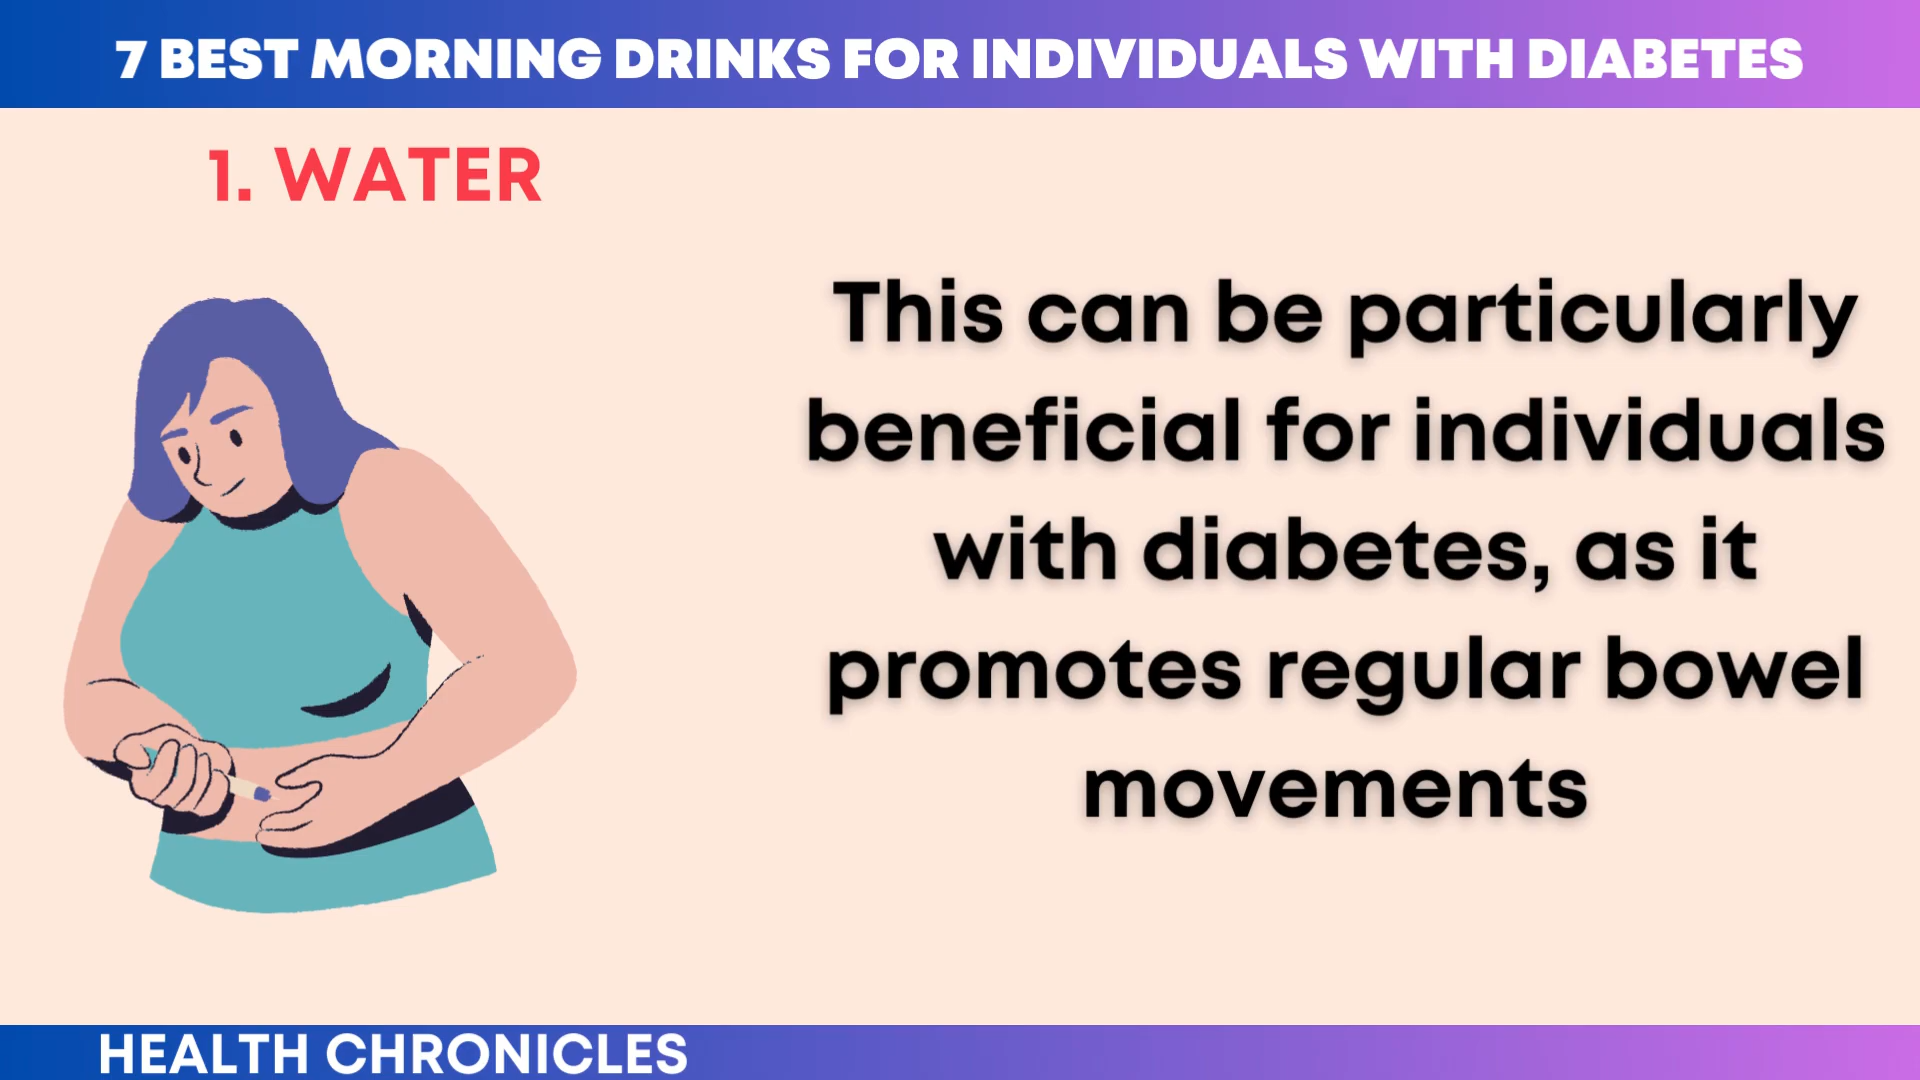 7 BEST MORNING DRINKS FOR INDIVIDUALS WITH DIABETES
1. WATER
This can be particularly
beneficial for individuals
with diabetes, as it
promotes regular bowel
movements
HEALTH CHRONICLES